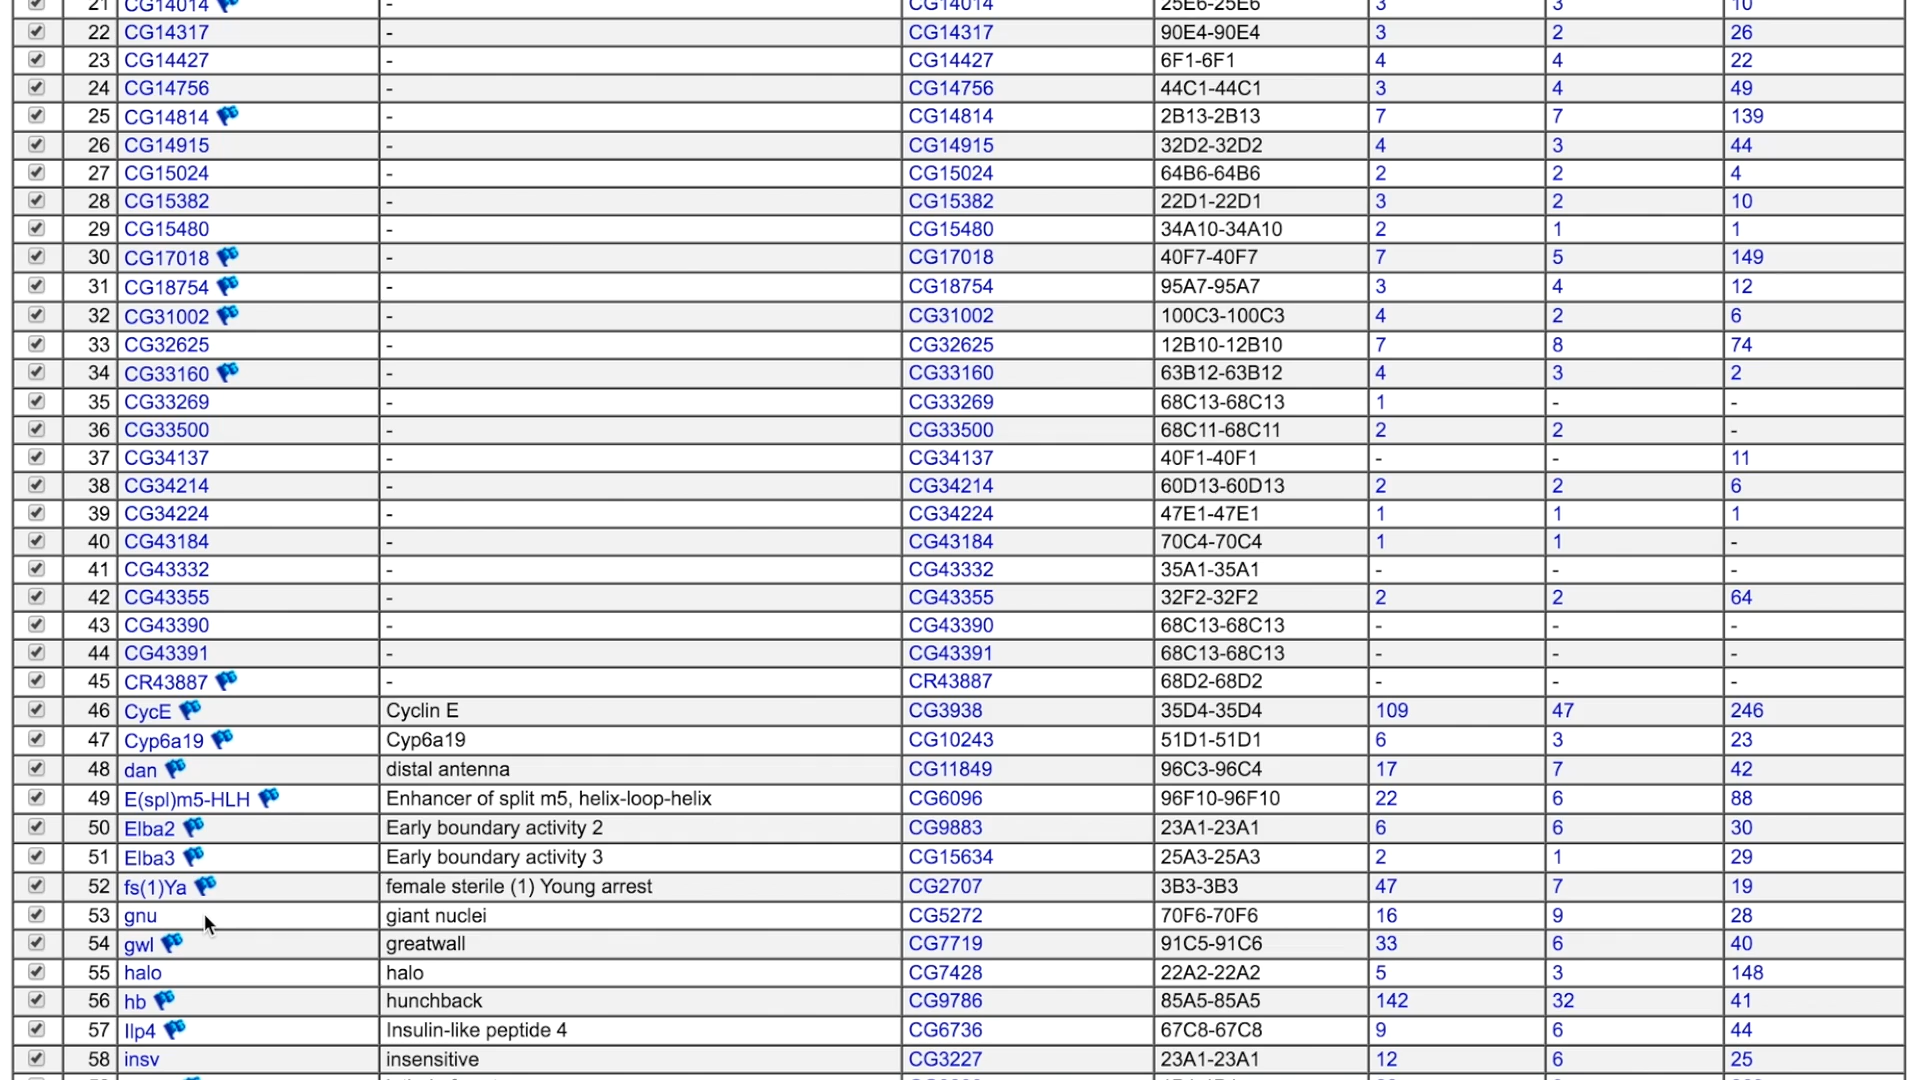 21 CG14014 - CG14014 25E6-25E6 3 3 10
22 CG14317 - CG14317 90E4-90E4 3 2 26
23 CG14427 - CG14427 6F1-6F1 4 4 22
24 CG14756 - CG14756 44C1-44C1 3 4 49
25 CG14814 - CG14814 2B13-2B13 7 7 139
26 CG14915 - CG14915 32D2-32D2 4 3 44
27 CG15024 - CG15024 64B6-64B6 2 2 4
28 CG15382 - CG15382 22D1-22D1 3 2 10
29 CG15480 - CG15480 34A10-34A10 2 1 1
30 CG17018 - CG17018 40F7-40F7 7 5 149
31 CG18754 - CG18754 95A7-95A7 3 4 12
32 CG31002 - CG31002 100C3-100C3 4 2 6
33 CG32625 - CG32625 12B10-12B10 7 8 74
34 CG33160 - CG33160 63B12-63B12 4 3 2
35 CG33269 - CG33269 68C13-68C13 1 - -
36 CG33500 - CG33500 68C11-68C11 2 2 -
37 CG34137 - CG34137 40F1-40F1 - - 11
38 CG34214 - CG34214 60D13-60D13 2 2 6
39 CG34224 - CG34224 47E1-47E1 1 1 1
40 CG43184 - CG43184 70C4-70C4 1 1 -
41 CG43332 - CG43332 35A1-35A1 - - -
42 CG43355 - CG43355 32F2-32F2 2 2 64
43 CG43390 - CG43390 68C13-68C13 - - -
44 CG43391 - CG43391 68C13-68C13 - - -
45 CR43887 - CR43887 68D2-68D2 - - -
46 CycE Cyclin E CG3938 35D4-35D4 109 47 246
47 Cyp6a19 Cyp6a19 CG10243 51D1-51D1 6 3 23
48 dan distal antenna CG11849 96C3-96C4 17 7 42
49 E(spl)m5-HLH Enhancer of split m5, helix-loop-helix CG6096 96F10-96F10 22 6 88
50 Elba2 Early boundary activity 2 CG9883 23A1-23A1 6 6 30
51 Elba3 Early boundary activity 3 CG15634 25A3-25A3 2 1 29
52 fs(1)Ya female sterile (1) Young arrest CG2707 3B3-3B3 47 7 19
53 gnu giant nuclei CG5272 70F6-70F6 16 9 28
54 gwl greatwall CG7719 91C5-91C6 33 6 40
55 halo halo CG7428 22A2-22A2 5 3 148
56 hb hunchback CG9786 85A5-85A5 142 32 41
57 Ilp4 Insulin-like peptide 4 CG6736 67C8-67C8 9 6 44
58 insv insensitive CG3227 23A1-23A1 12 6 25